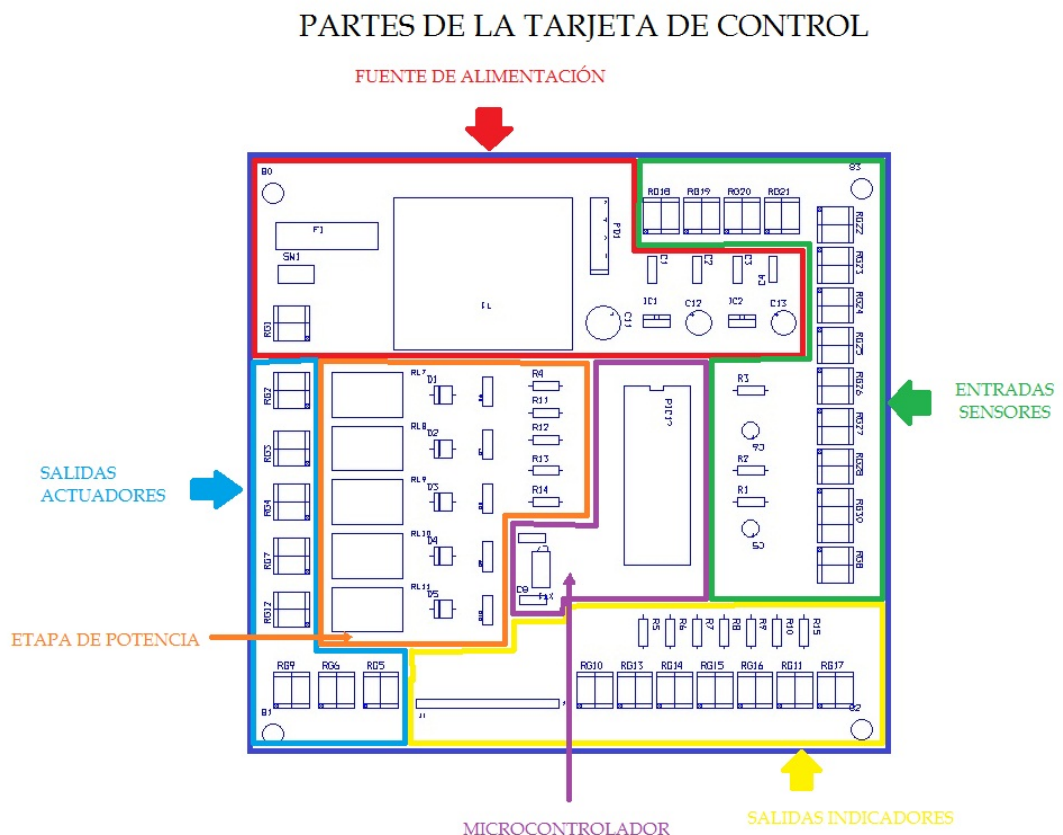 PARTES DE LA TARJETA DE CONTROL
FUENTE DE ALIMENTACIÓN
B0
B3
F1
SW1
RG1
PD1
RG18 RG19 RG20 RG21
C1
C2
C3
C4
IC1
C12
IC2
C13
C11
RG22
RG23
RG24
RG25
RG26
RG27
RG28
RG30
RG8
ENTRADAS
SENSORES
SALIDAS
ACTUADORES
RG2
RG3
RG4
RG7
RG12
RL7
D1
RL8
D2
RL9
D3
RL10
D4
RL11
D5
R4
R11
R12
R13
R14
PIC12
R3
R2
R1
ETAPA DE POTENCIA
R5
R6
R7
R8
R9
R10
R15
RG9 RG6 RG5
RG10 RG13 RG14 RG15 RG16 RG11 RG17
B1
J1
MICROCONTROLADOR
SALIDAS INDICADORES